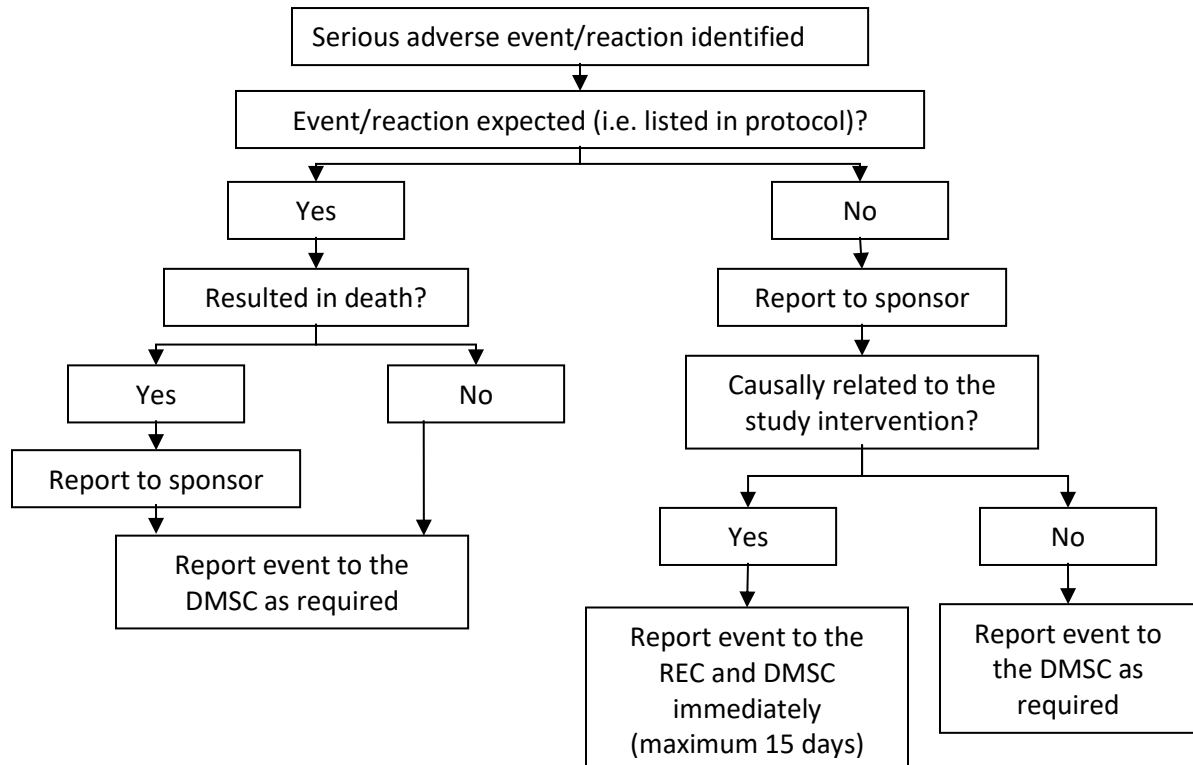 Serious adverse event/reaction identified
Event/reaction expected (i.e. listed in protocol)?
Yes
No
Resulted in death?
Report to sponsor
Yes
No
Causally related to the
study intervention?
Report to sponsor
Yes
No
Report event to the
DMSC as required
Report event to the
REC and DMSC
immediately
(maximum 15 days)
Report event to
the DMSC as
required